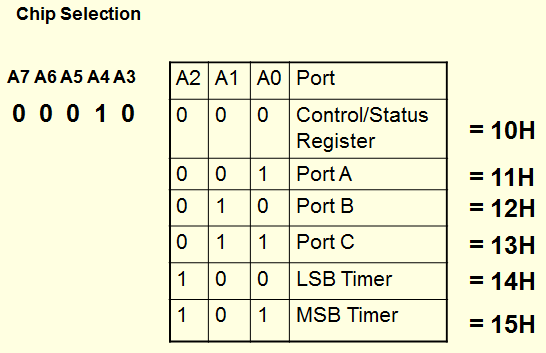 Chip Selection
A7 A6 A5 A4 A3
0 0 0 1 0
A2 A1 A0 Port
0 0 0 Control/Status
Register = 10H
0 0 1 Port A = 11H
0 1 0 Port B = 12H
0 1 1 Port C = 13H
1 0 0 LSB Timer = 14H
1 0 1 MSB Timer = 15H